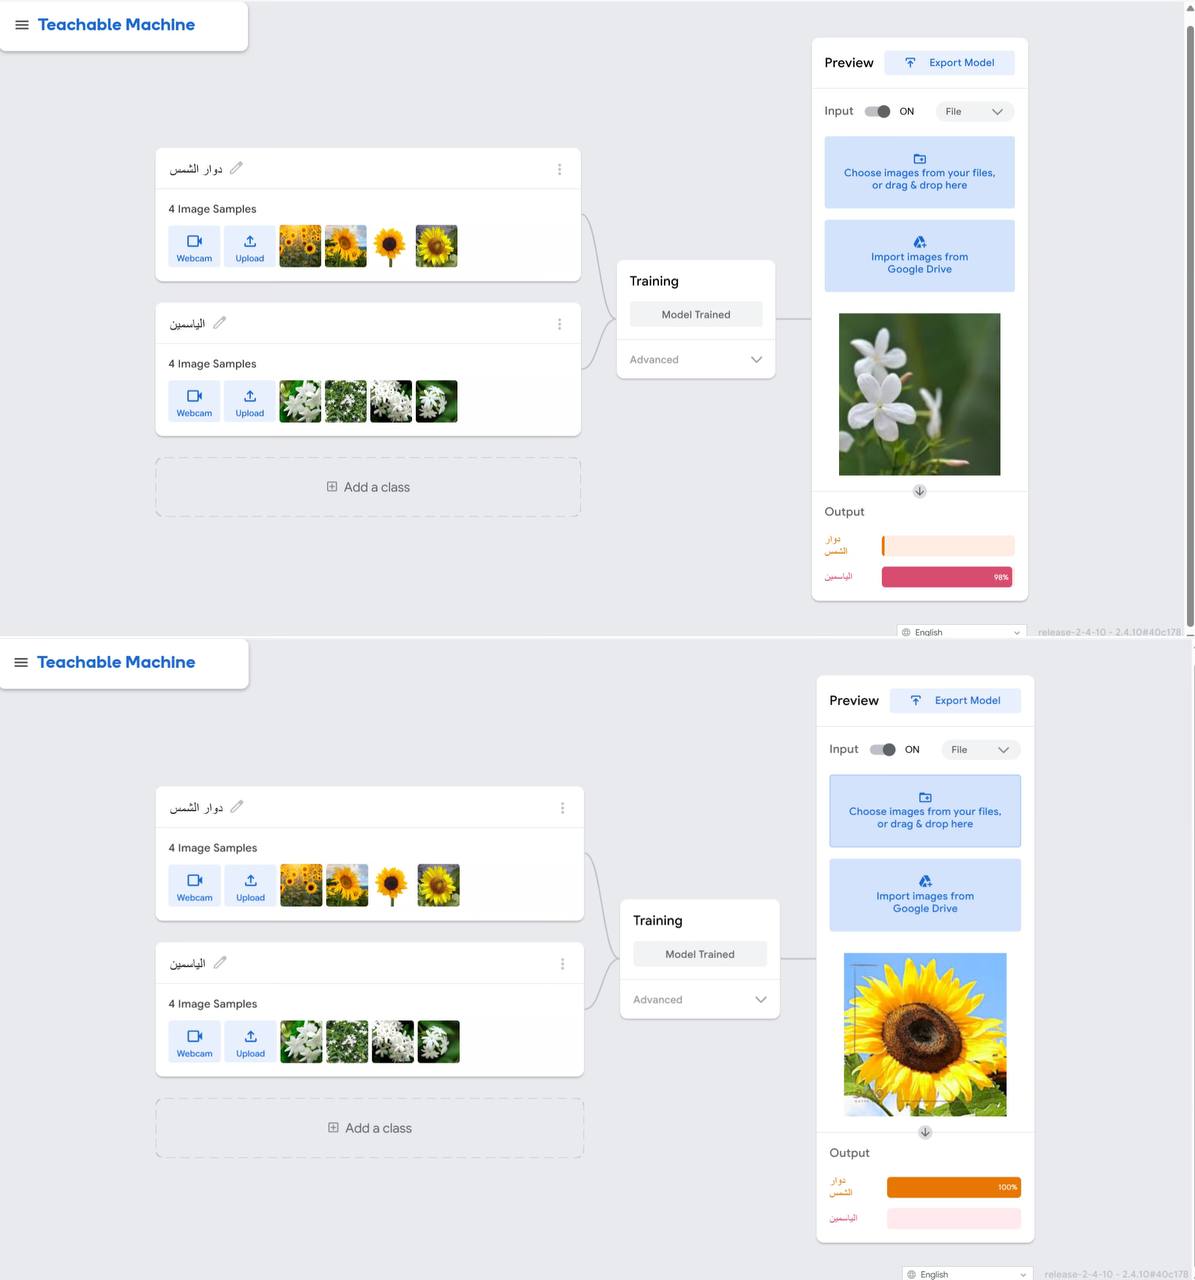 Teachable Machine
دوار الشمس
4 Image Samples
Webcam
Upload
الياسمين
4 Image Samples
Webcam
Upload
Add a class
Training
Model Trained
Advanced
Preview
Export Model
Input
ON
File
Choose images from your files,
or drag & drop here
Import images from
Google Drive
Output
دوار
الشمس
الياسمين
98%
English
release-2-4-10 - 2.4.10#40c178
Teachable Machine
دوار الشمس
4 Image Samples
Webcam
Upload
الياسمين
4 Image Samples
Webcam
Upload
Add a class
Training
Model Trained
Advanced
Preview
Export Model
Input
ON
File
Choose images from your files,
or drag & drop here
Import images from
Google Drive
Output
دوار
الشمس
100%
الياسمين
English
release-2-4-10 - 2.4.10#40c178